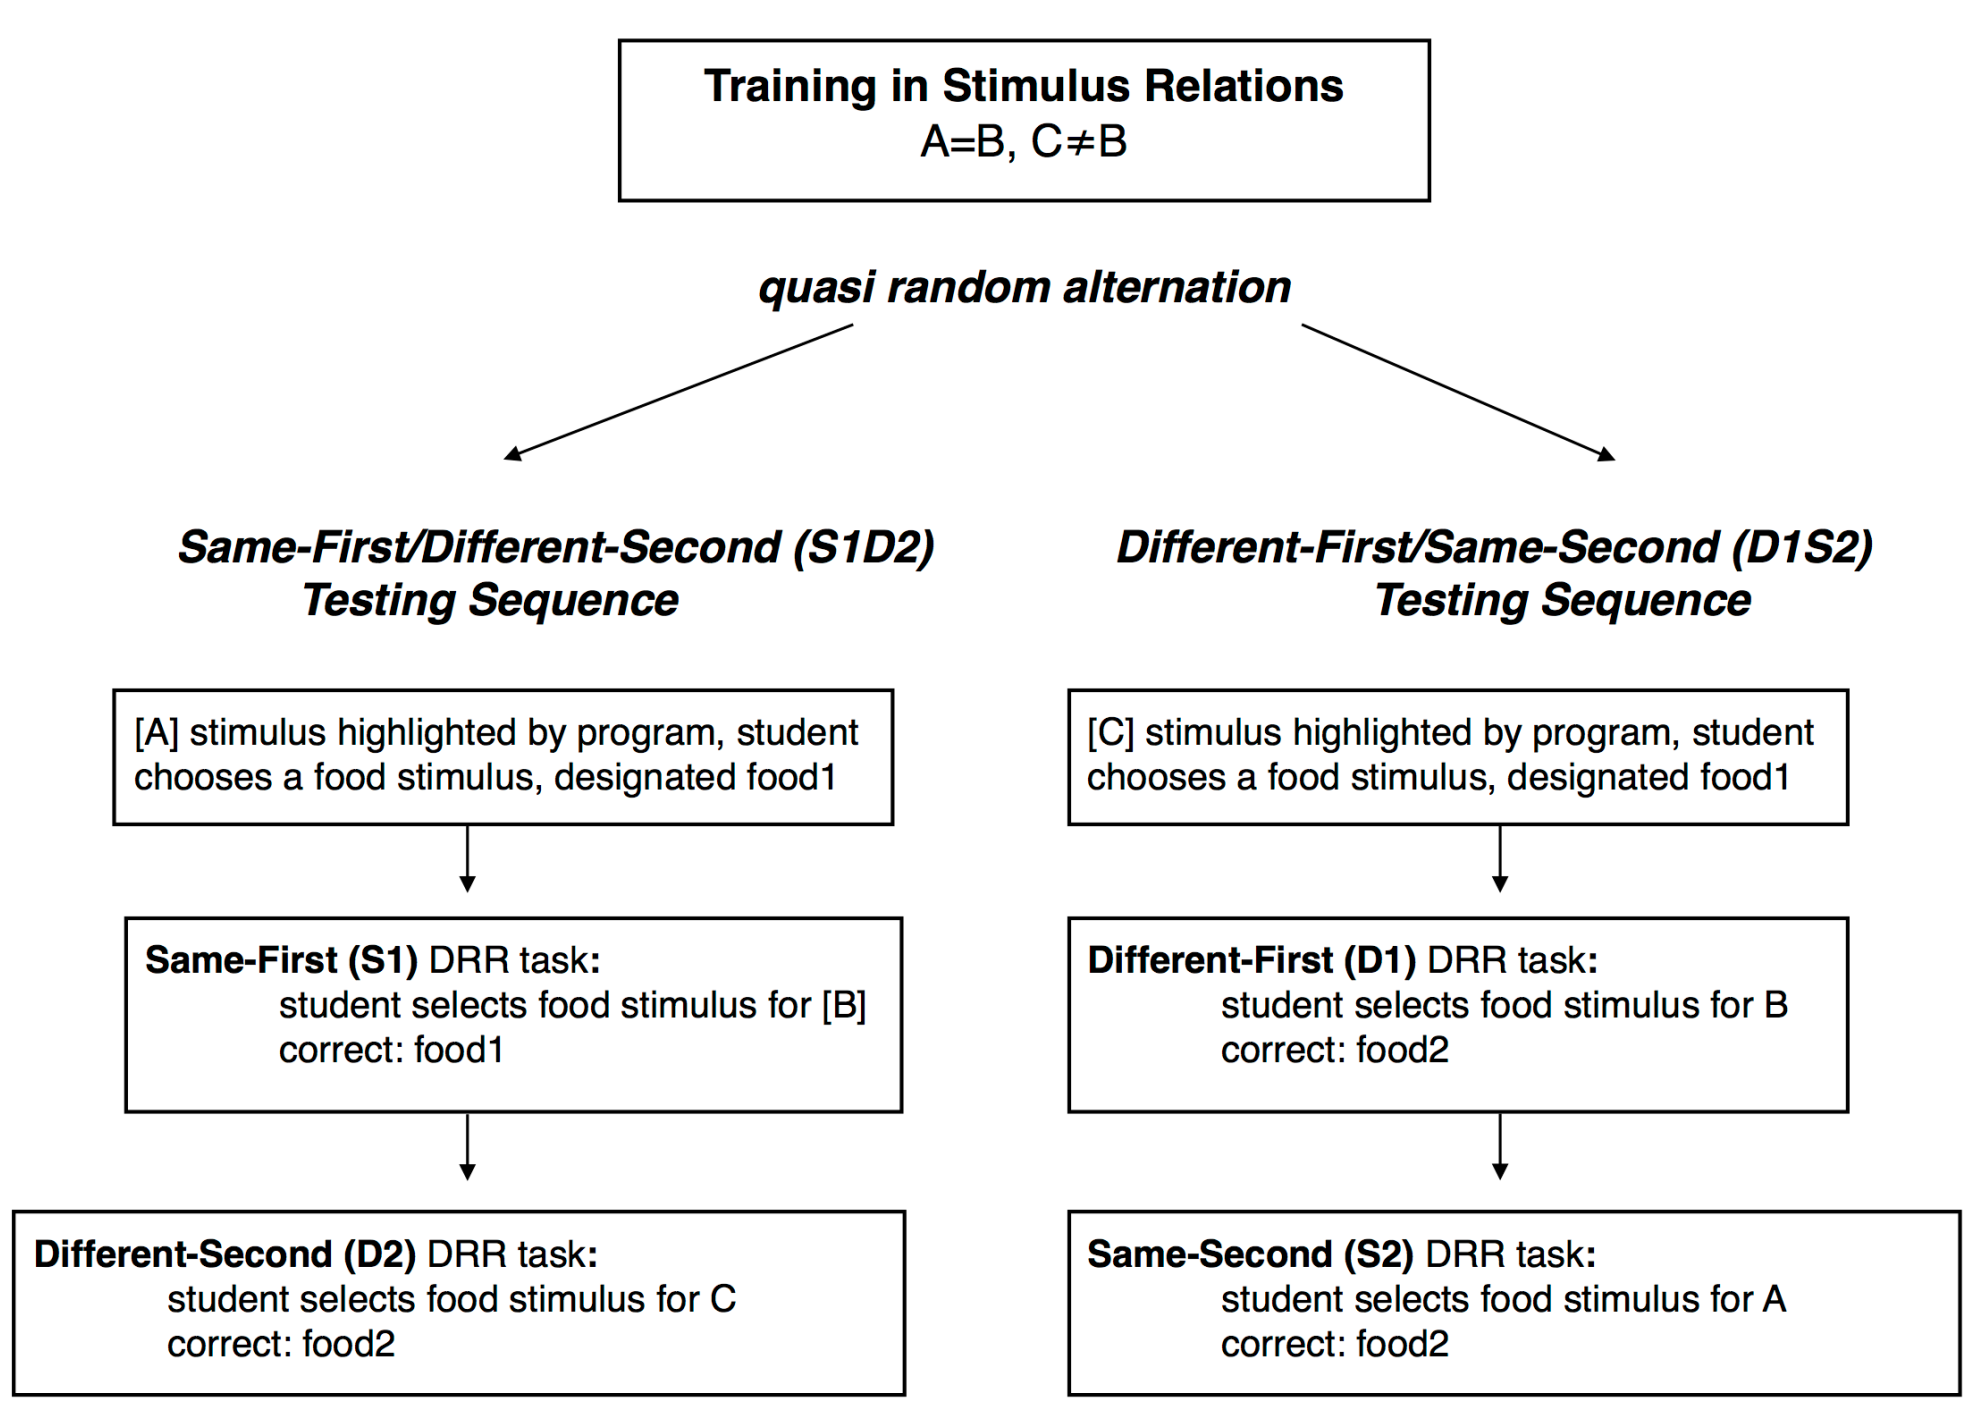 Training in Stimulus Relations
A=B, C≠B
quasi random alternation
Same-First/Different-Second (S1D2)
Testing Sequence
[A] stimulus highlighted by program, student
chooses a food stimulus, designated food1
Same-First (S1) DRR task:
student selects food stimulus for [B]
correct: food1
Different-Second (D2) DRR task:
student selects food stimulus for C
correct: food2
Different-First/Same-Second (D1S2)
Testing Sequence
[C] stimulus highlighted by program, student
chooses a food stimulus, designated food1
Different-First (D1) DRR task:
student selects food stimulus for B
correct: food2
Same-Second (S2) DRR task:
student selects food stimulus for A
correct: food2